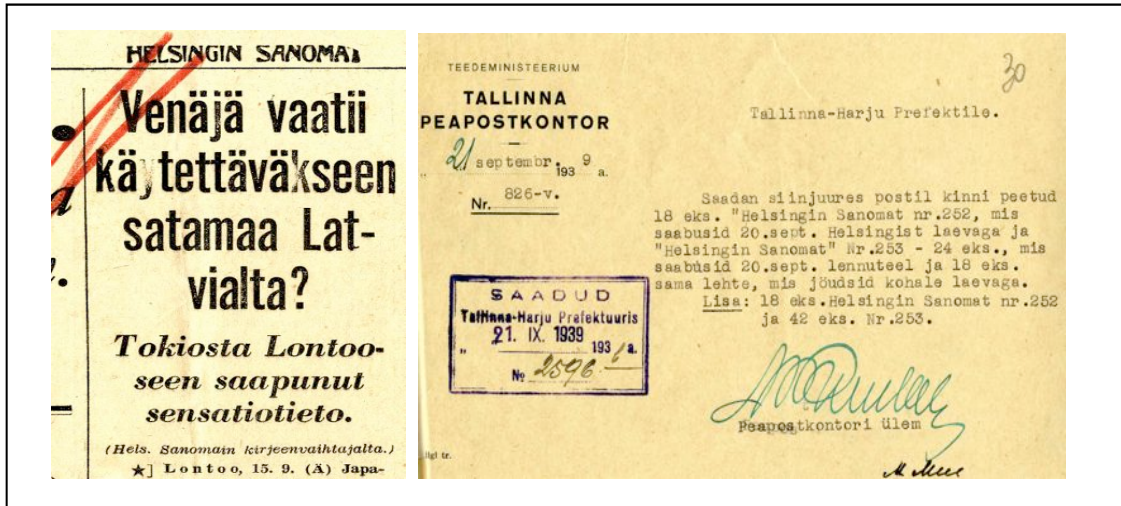 HELSINGIN SANOMA
Venäjä vaatii
käytettäväkseen
satamaa Lat-
vialta?
Tokiosta Lontoo-
seen saapunut
sensatiotieto.
(Hels. Sanomain kirjeenvaihtajalta.)
★] Lontoo, 15. 9. (Ä) Japa-
TEEDEMINISTEERIUM
TALLINNA
PEAPOSTKONTOR
„ 21 septembr. 193 9 a.
Nr. 826-v.
30
Tallinna-Harju Prefektile.
Saadan siinjuures postil kinni peetud
18 eks. "Helsingin Sanomat nr.252, mis
saabusid 20.sept. Helsingist laevaga ja
"Helsingin Sanomat" Nr.253 - 24 eks., mis
saabusid 20.sept. lennuteel ja 18 eks.
sama lehte, mis jõudsid kohale laevaga.
Lisa: 18 eks.Helsingin Sanomat nr.252
ja 42 eks. Nr.253.
SAADUD
Tallinna-Harju Prefektuuris
„ 21. IX. 1939 193 a.
№ 2596
Peapostkontori ülem